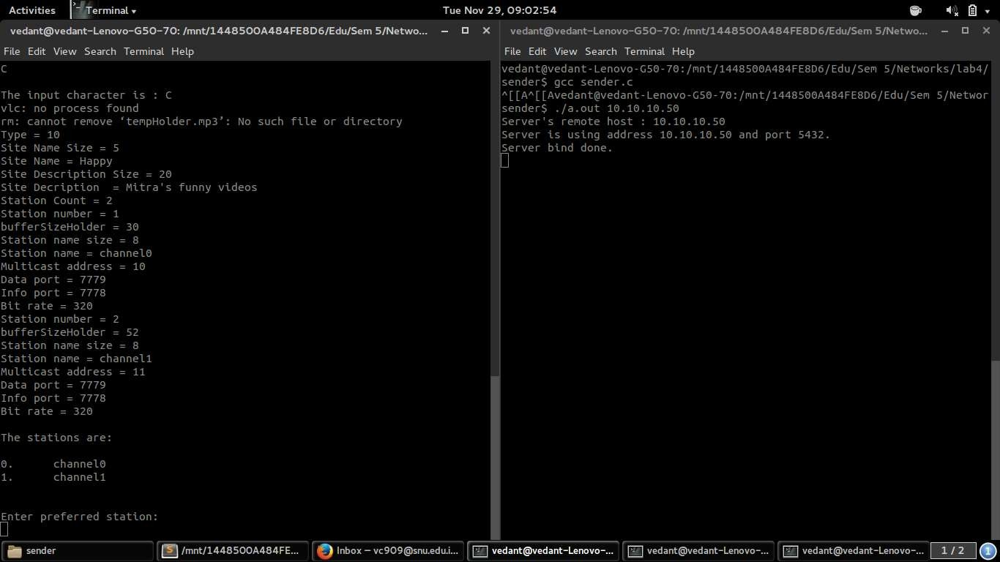 Activities Terminal Tue Nov 29, 09:02:54
vedant@vedant-Lenovo-G50-70: /mnt/1448500A484FE8D6/Edu/Sem 5/Netwo...
File Edit View Search Terminal Help
C
The input character is : C
vlc: no process found
rm: cannot remove ‘tempHolder.mp3’: No such file or directory
Type = 10
Site Name Size = 5
Site Name = Happy
Site Description Size = 20
Site Decription  = Mitra's funny videos
Station Count = 2
Station number = 1
bufferSizeHolder = 30
Station name size = 8
Station name = channel0
Multicast address = 10
Data port = 7779
Info port = 7778
Bit rate = 320
Station number = 2
bufferSizeHolder = 52
Station name size = 8
Station name = channel1
Multicast address = 11
Data port = 7779
Info port = 7778
Bit rate = 320
The stations are:
0.      channel0
1.      channel1
Enter preferred station:
vedant@vedant-Lenovo-G50-70: /mnt/1448500A484FE8D6/Edu/Sem 5/Netwo...
File Edit View Search Terminal Help
vedant@vedant-Lenovo-G50-70:/mnt/1448500A484FE8D6/Edu/Sem 5/Networks/lab4/
sender$ gcc sender.c
^[[A^[[Avedant@vedant-Lenovo-G50-70:/mnt/1448500A484FE8D6/Edu/Sem 5/Networ
sender$ ./a.out 10.10.10.50
Server's remote host : 10.10.10.50
Server is using address 10.10.10.50 and port 5432.
Server bind done.
sender /mnt/1448500A484FE... Inbox – vc909@snu.edu.i... vedant@vedant-Lenovo-... vedant@vedant-Lenovo-... vedant@vedant-Lenovo-... 1 / 2 1